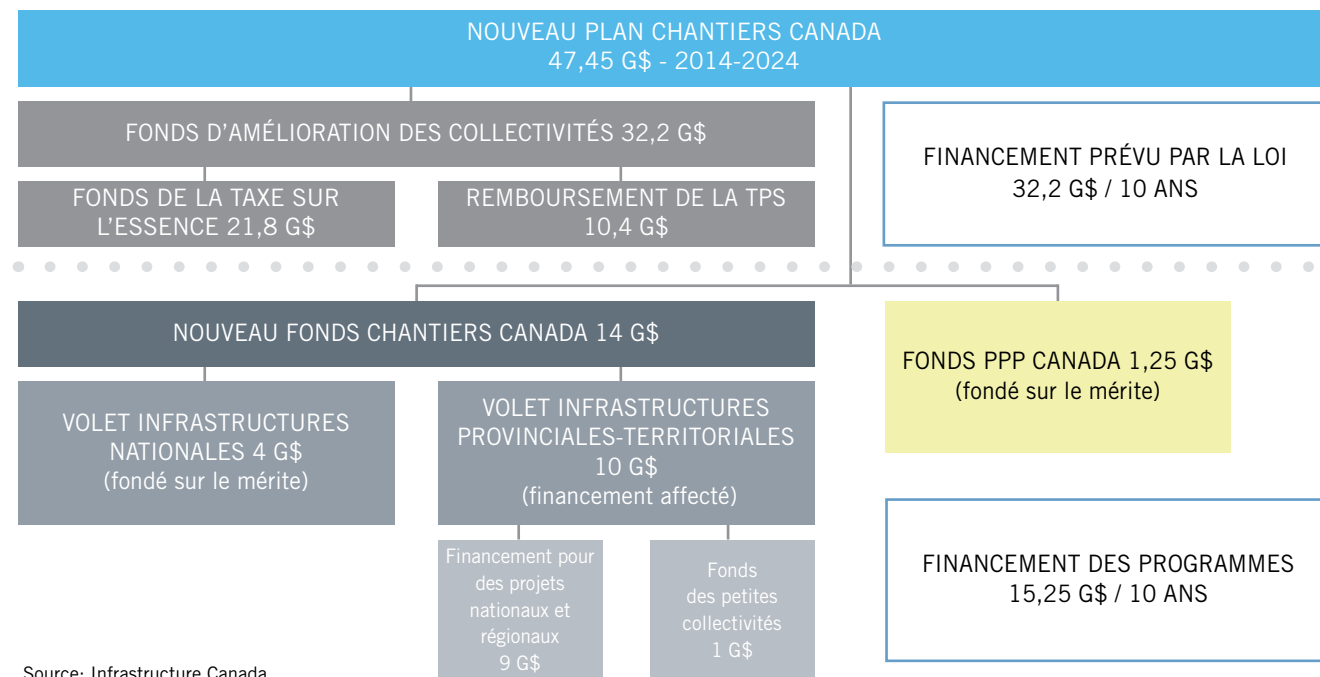 NOUVEAU PLAN CHANTIERS CANADA
47,45 G$ - 2014-2024
FONDS D'AMÉLIORATION DES COLLECTIVITÉS 32,2 G$
FONDS DE LA TAXE SUR
L'ESSENCE 21,8 G$
REMBOURSEMENT DE LA TPS
10,4 G$
FINANCEMENT PRÉVU PAR LA LOI
32,2 G$ / 10 ANS
NOUVEAU FONDS CHANTIERS CANADA 14 G$
VOLET INFRASTRUCTURES
NATIONALES 4 G$
(fondé sur le mérite)
VOLET INFRASTRUCTURES
PROVINCIALES-TERRITORIALES
10 G$
(financement affecté)
Financement pour
des projets
nationaux et
régionaux
9 G$
Fonds
des petites
collectivités
1 G$
FONDS PPP CANADA 1,25 G$
(fondé sur le mérite)
FINANCEMENT DES PROGRAMMES
15,25 G$ / 10 ANS
Source: Infrastructure Canada